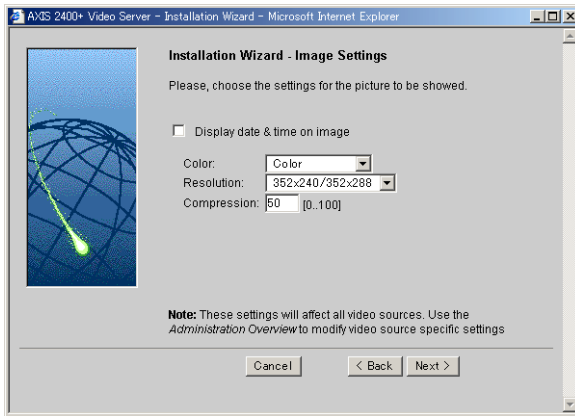 AXIS 2400+ Video Server - Installation Wizard - Microsoft Internet Explorer
Installation Wizard - Image Settings
Please, choose the settings for the picture to be showed.
Display date & time on image
Color: Color
Resolution: 352x240/352x288
Compression: 50 [0..100]
Note: These settings will affect all video sources. Use the
Administration Overview to modify video source specific settings
Cancel < Back Next >